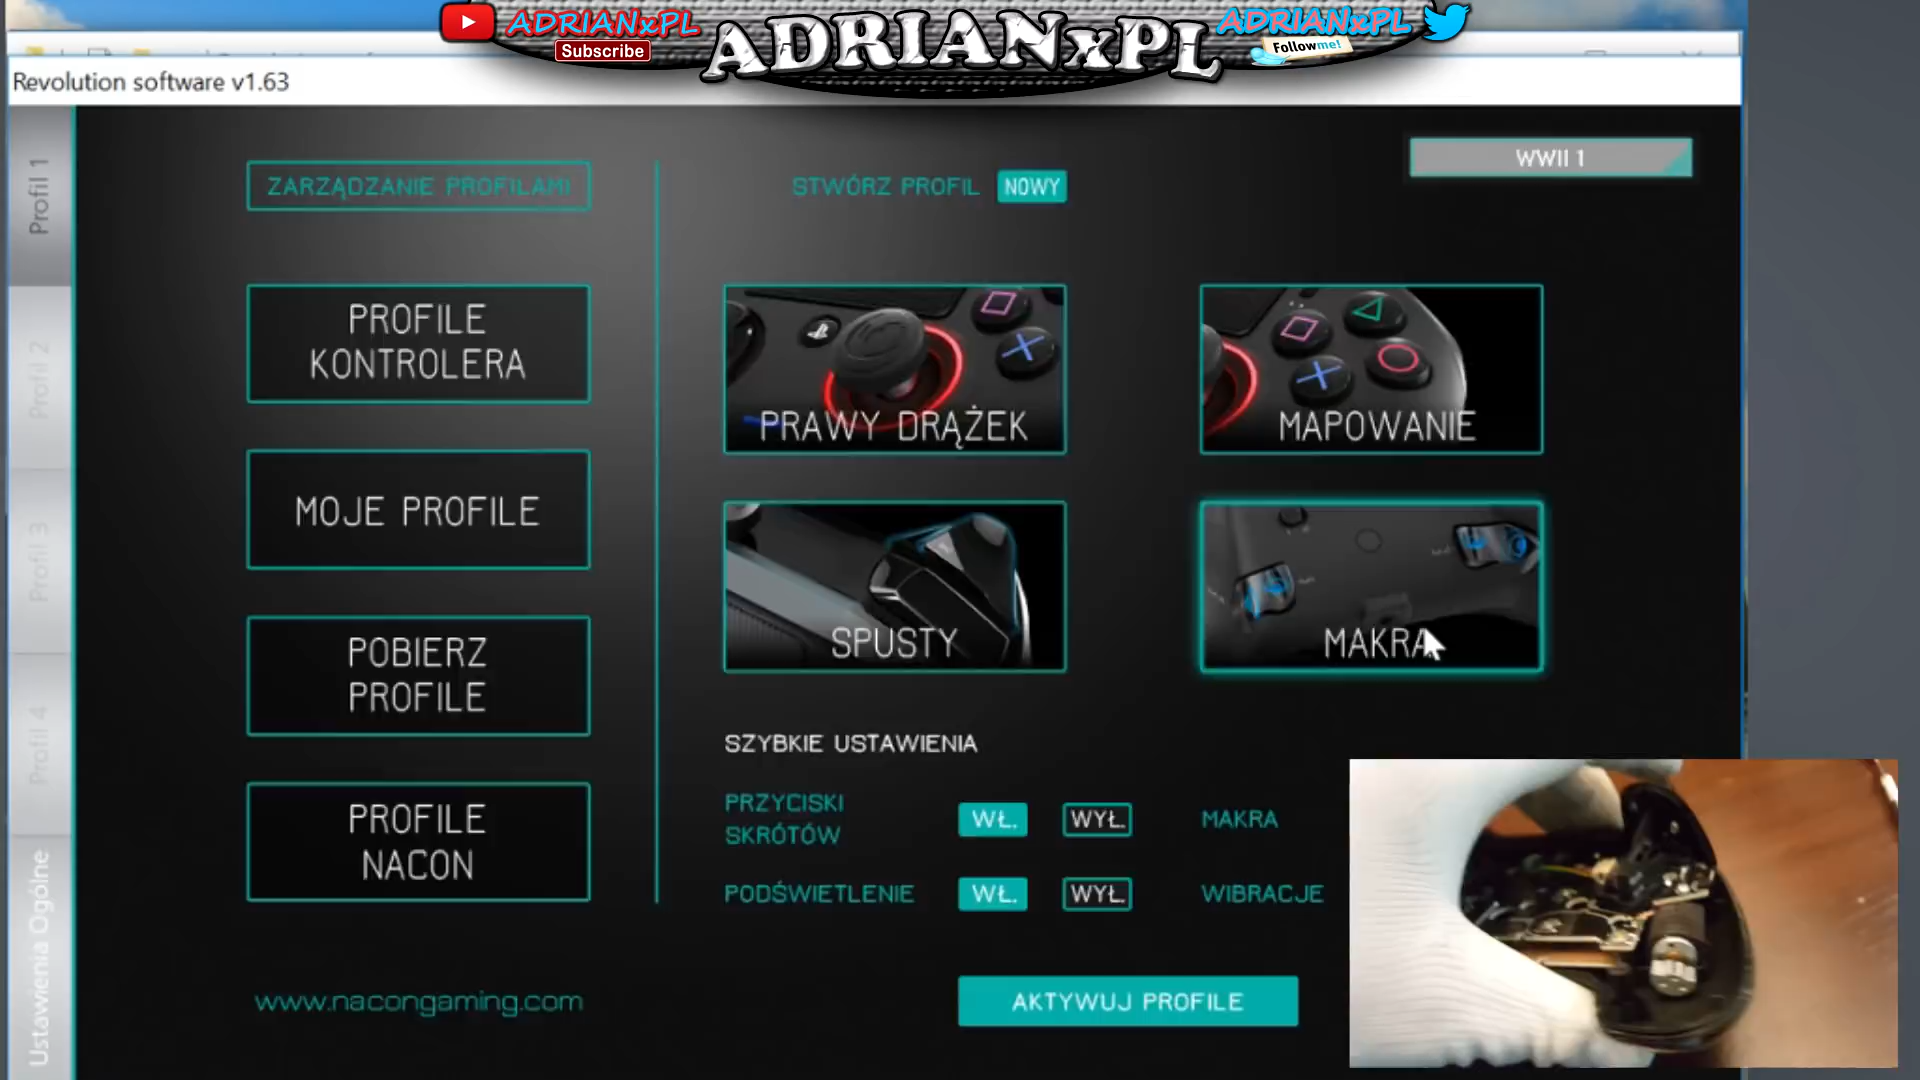 ADRIANxPL
Subscribe
ADRIANxPL
ADRIANxPL
Followme!
Revolution software v1.63
Profil 1
Profil 2
Profil 3
Profil 4
Ustawienia Ogólne
ZARZĄDZANIE PROFILAMI
PROFILE
KONTROLERA
MOJE PROFILE
POBIERZ
PROFILE
PROFILE
NACON
www.nacongaming.com
STWÓRZ PROFIL NOWY
WWII 1
PRAWY DRĄŻEK
MAPOWANIE
SPUSTY
MAKRA
SZYBKIE USTAWIENIA
PRZYCISKI
SKRÓTÓW
WŁ. WYŁ. MAKRA
PODŚWIETLENIE WŁ. WYŁ. WIBRACJE
AKTYWUJ PROFILE